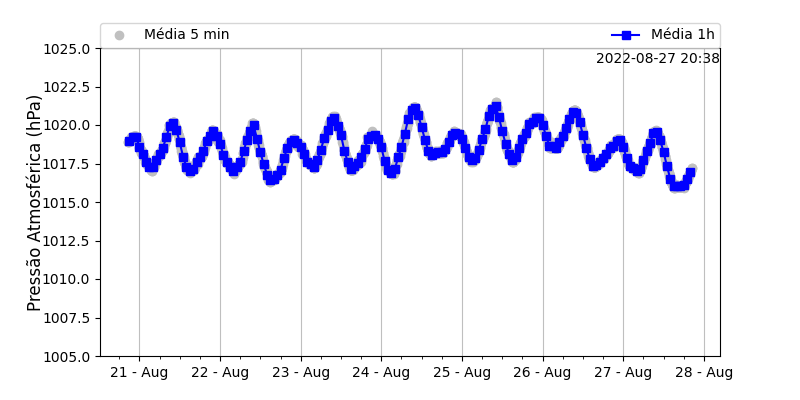 Média 5 min
Média 1h
2022-08-27 20:38
Pressão Atmosférica (hPa)
1025.0
1022.5
1020.0
1017.5
1015.0
1012.5
1010.0
1007.5
1005.0
21 - Aug
22 - Aug
23 - Aug
24 - Aug
25 - Aug
26 - Aug
27 - Aug
28 - Aug